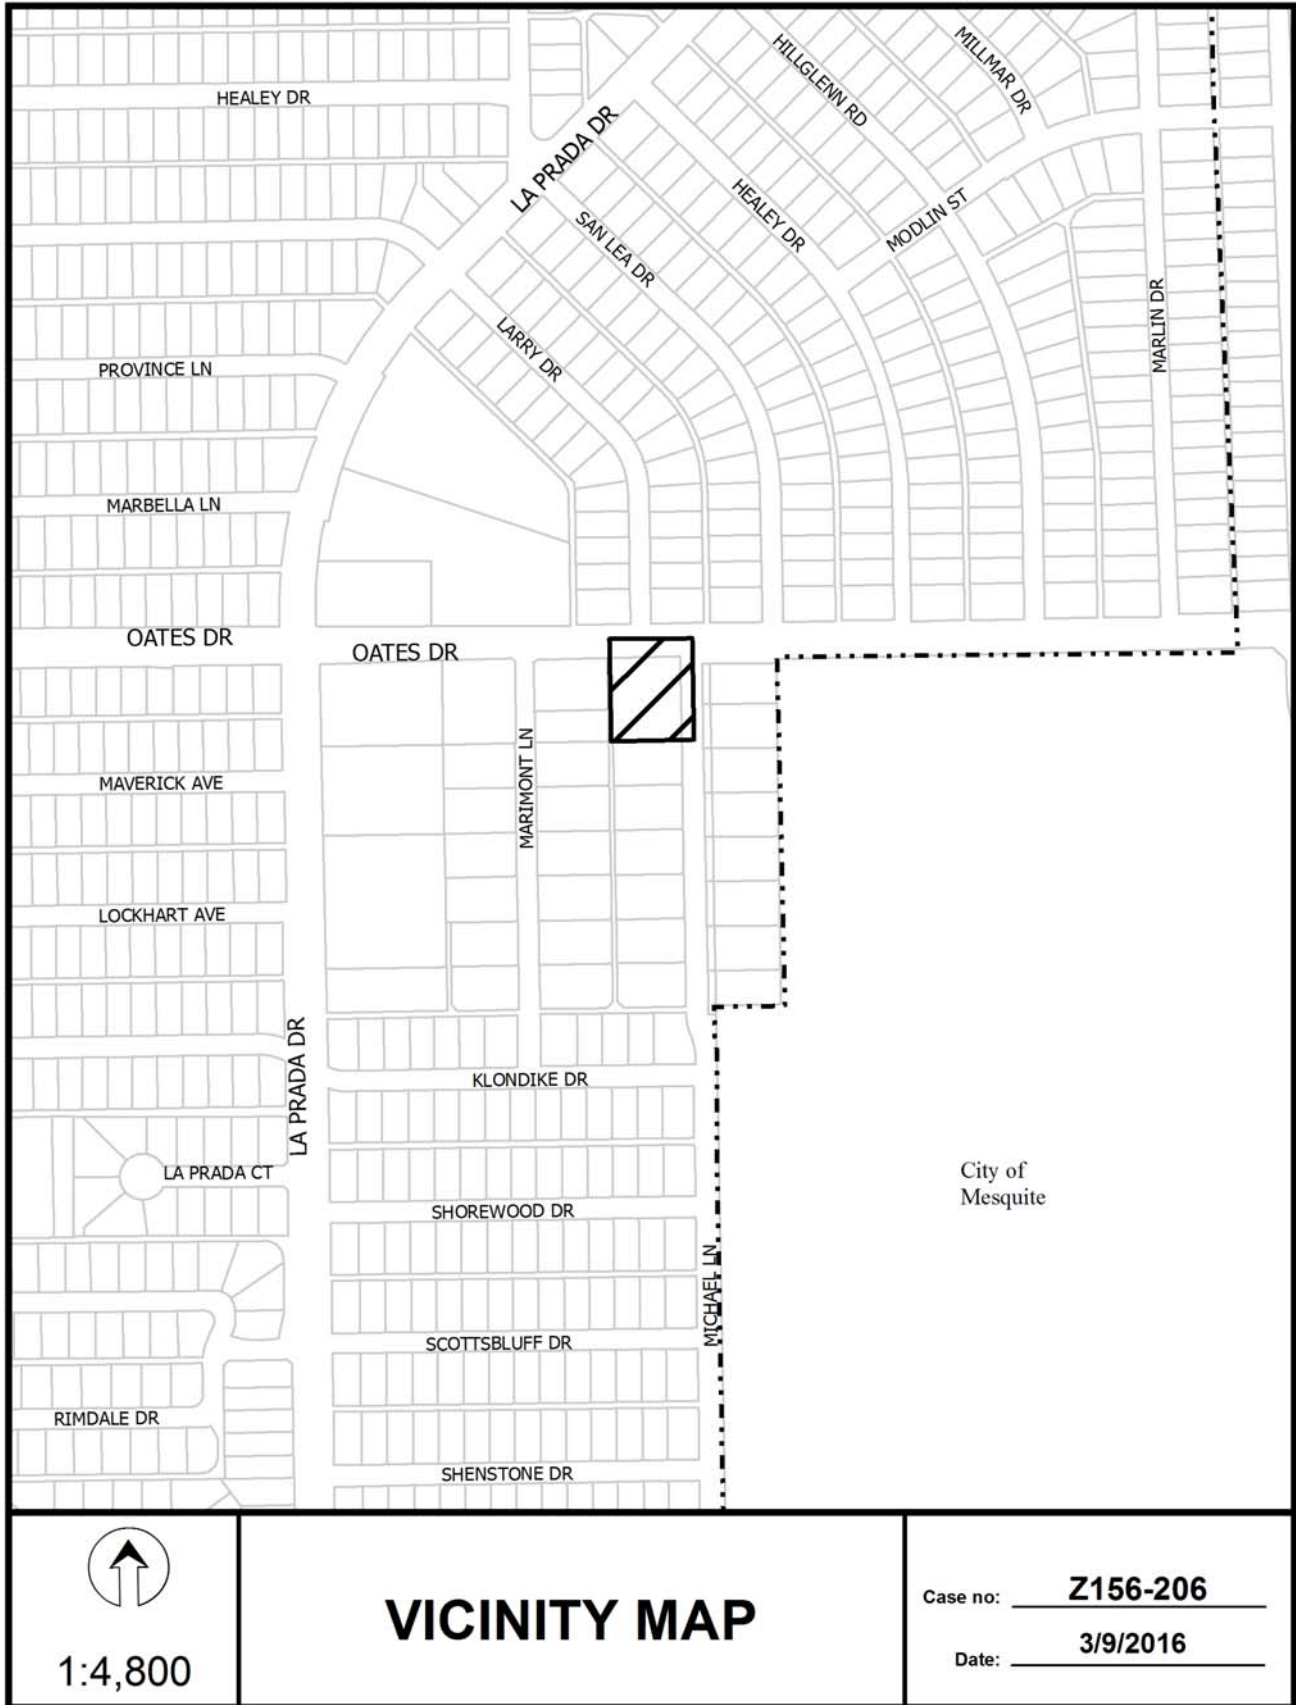 HEALEY DR
LA PRADA DR
HILLGLENN RD
MILLMAR DR
HEALEY DR
MODLIN ST
SAN LEA DR
LARRY DR
MARLIN DR
PROVINCE LN
MARBELLA LN
OATES DR
OATES DR
MARIMONT LN
MAVERICK AVE
LOCKHART AVE
LA PRADA DR
KLONDIKE DR
LA PRADA CT
SHOREWOOD DR
City of
Mesquite
MICHAEL LN
SCOTTSBLUFF DR
RIMDALE DR
SHENSTONE DR
1:4,800
VICINITY MAP
Case no: Z156-206
Date: 3/9/2016